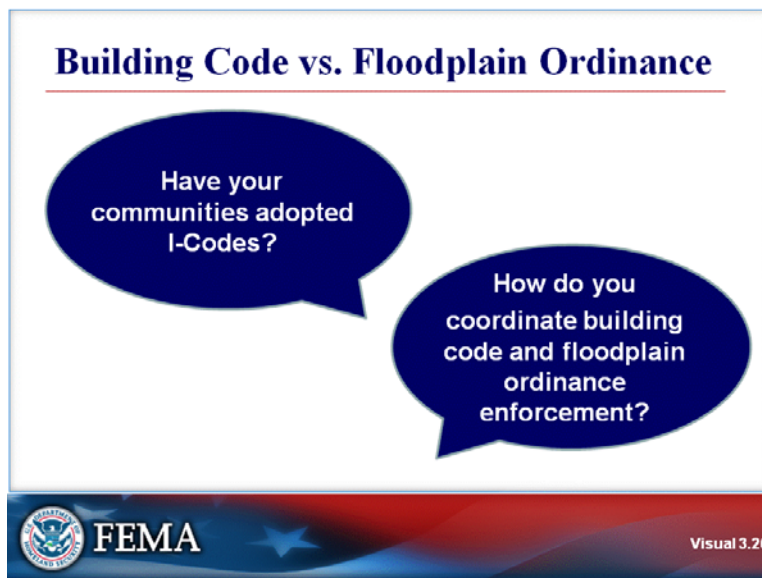 Building Code vs. Floodplain Ordinance
Have your
communities adopted
I-Codes?
How do you
coordinate building
code and floodplain
ordinance
enforcement?
FEMA
Visual 3.20